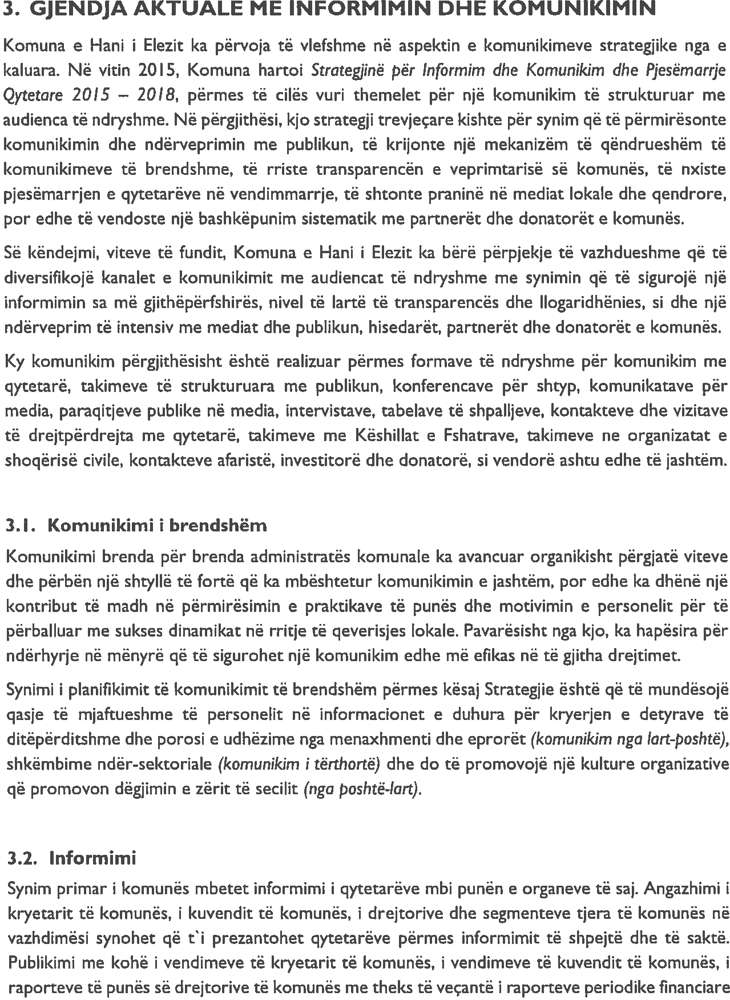 3. GJENDJA AKTUALE ME INFORMIMIN DHE KOMUNIKIMIN
Komuna e Hani i Elezit ka përvoja të vlefshme në aspektin e komunikimeve strategjike nga e
kaluara. Në vitin 2015, Komuna hartoi Strategjinë për Informim dhe Komunikim dhe Pjesëmarrje
Qytetare 2015 – 2018, përmes të cilës vuri themelet për një komunikim të strukturuar me
audienca të ndryshme. Në përgjithësi, kjo strategji trevjeçare kishte për synim që të përmirësonte
komunikimin dhe ndërveprimin me publikun, të krijonte një mekanizëm të qëndrueshëm të
komunikimeve të brendshme, të rriste transparencën e veprimtarisë së komunës, të nxiste
pjesëmarrjen e qytetarëve në vendimmarrje, të shtonte praninë në mediat lokale dhe qendrore,
por edhe të vendoste një bashkëpunim sistematik me partnerët dhe donatorët e komunës.
Së këndejmi, viteve të fundit, Komuna e Hani i Elezit ka bërë përpjekje të vazhdueshme që të
diversifikojë kanalet e komunikimit me audiencat të ndryshme me synimin që të sigurojë një
informimin sa më gjithëpërfshirës, nivel të lartë të transparencës dhe llogaridhënies, si dhe një
ndërveprim të intensiv me mediat dhe publikun, hisedarët, partnerët dhe donatorët e komunës.
Ky komunikim përgjithësisht është realizuar përmes formave të ndryshme për komunikim me
qytetarë, takimeve të strukturuara me publikun, konferencave për shtyp, komunikatave për
media, paraqitjeve publike në media, intervistave, tabelave të shpalljeve, kontakteve dhe vizitave
të drejtpërdrejta me qytetarë, takimeve me Këshillat e Fshatrave, takimeve ne organizatat e
shoqërisë civile, kontakteve afaristë, investitorë dhe donatorë, si vendorë ashtu edhe të jashtëm.
3.1. Komunikimi i brendshëm
Komunikimi brenda për brenda administratës komunale ka avancuar organikisht përgjatë viteve
dhe përbën një shtyllë të fortë që ka mbështetur komunikimin e jashtëm, por edhe ka dhënë një
kontribut të madh në përmirësimin e praktikave të punës dhe motivimin e personelit për të
përballuar me sukses dinamikat në rritje të qeverisjes lokale. Pavarësisht nga kjo, ka hapësira për
ndërhyrje në mënyrë që të sigurohet një komunikim edhe më efikas në të gjitha drejtimet.
Synimi i planifikimit të komunikimit të brendshëm përmes kësaj Strategjie është që të mundësojë
qasje të mjaftueshme të personelit në informacionet e duhura për kryerjen e detyrave të
ditëpërditshme dhe porosi e udhëzime nga menaxhmenti dhe eprorët (komunikim nga lart-poshtë),
shkëmbime ndër-sektoriale (komunikim i tërthortë) dhe do të promovojë një kulture organizative
që promovon dëgjimin e zërit të secilit (nga poshtë-lart).
3.2. Informimi
Synim primar i komunës mbetet informimi i qytetarëve mbi punën e organeve të saj. Angazhimi i
kryetarit të komunës, i kuvendit të komunës, i drejtorive dhe segmenteve tjera të komunës në
vazhdimësi synohet që t`i prezantohet qytetarëve përmes informimit të shpejtë dhe të saktë.
Publikimi me kohë i vendimeve të kryetarit të komunës, i vendimeve të kuvendit të komunës, i
raporteve të punës së drejtorive të komunës me theks të veçantë i raporteve periodike financiare